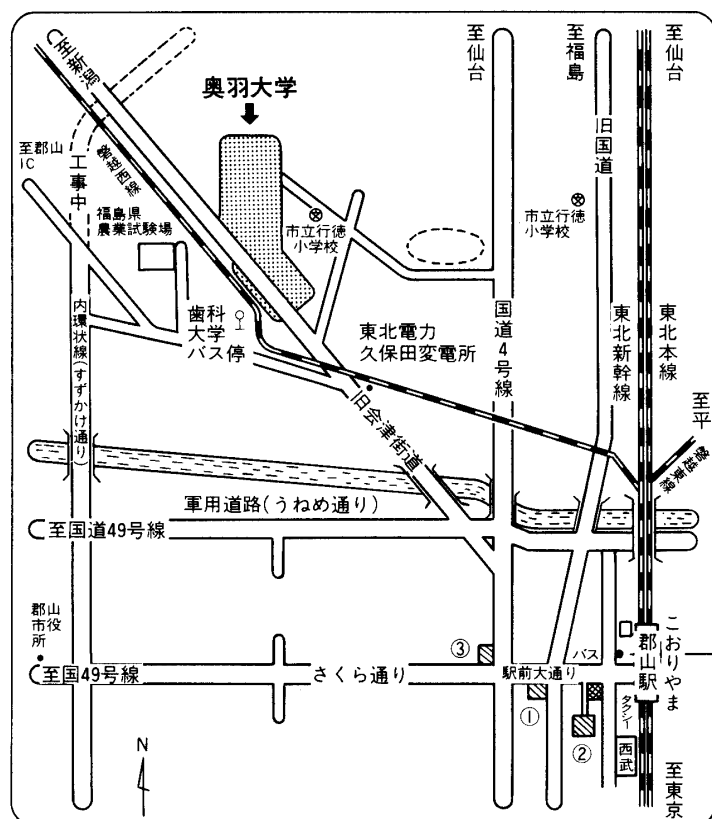 至新潟
奥羽大学
至仙台
至福島
至仙台
旧国道
至郡山
IC
工事中
磐越西線
福島県
農業試験場
市立行徳
小学校
市立行徳
小学校
内環状線(すずかけ通り)
歯科
大学
バス停
東北電力
久保田変電所
国道4号線
東北新幹線
東北本線
至平
磐越東線
旧会津街道
軍用道路(うねめ通り)
至国道49号線
郡山
市役所
至国49号線
さくら通り
③
駅前大通り
バス
郡山駅
こおりやま
①
②
タクシー
西武
至東京
N